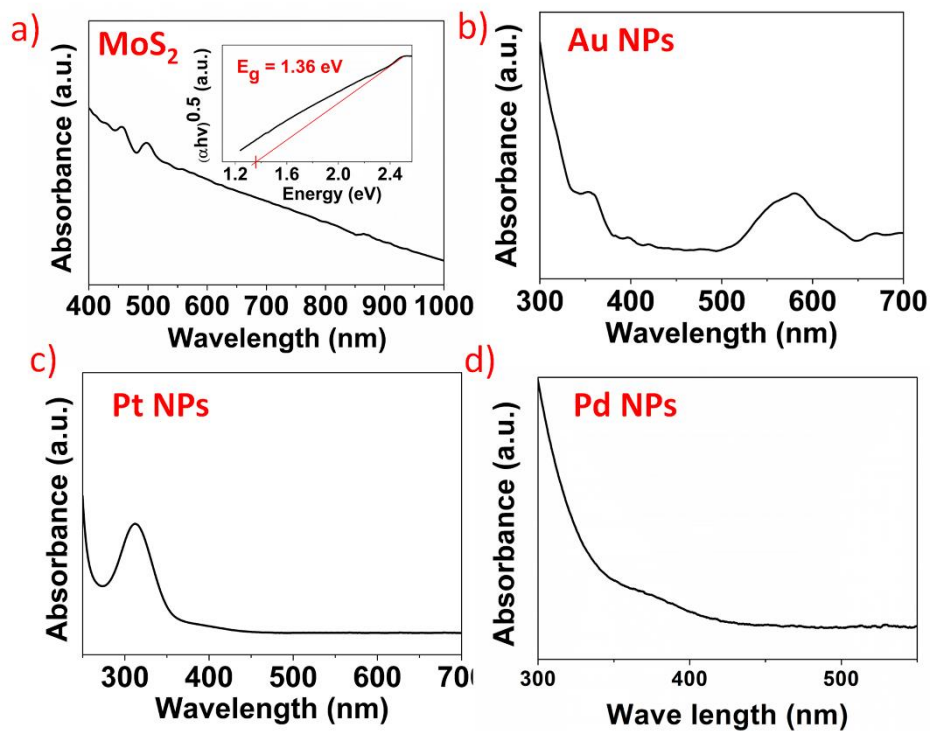 a)
MoS₂
E_g = 1.36 eV
(αhν)^0.5 (a.u.)
1.2 1.6 2.0 2.4
Energy (eV)
Absorbance (a.u.)
400 500 600 700 800 900 1000
Wavelength (nm)
b)
Au NPs
Absorbance (a.u.)
300 400 500 600 700
Wavelength (nm)
c)
Pt NPs
Absorbance (a.u.)
300 400 500 600 700
Wavelength (nm)
d)
Pd NPs
Absorbance (a.u.)
300 400 500
Wave length (nm)